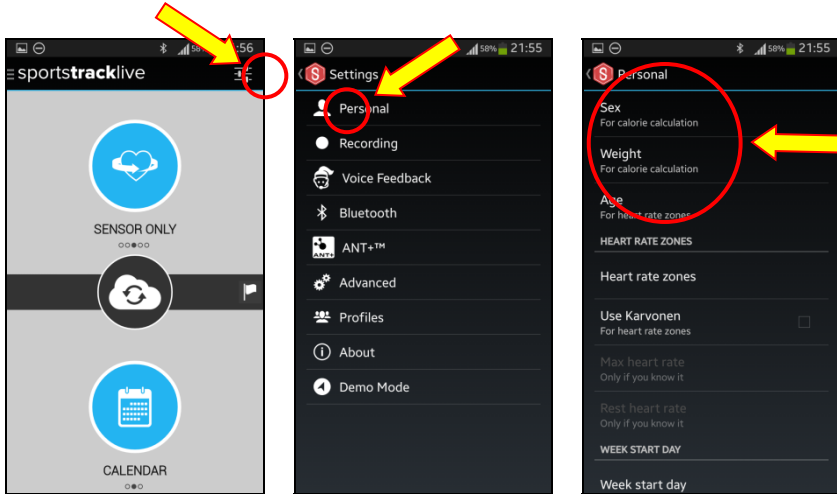 58% :56
sportstracklive
SENSOR ONLY
CALENDAR
58% 21:55
S Settings
Personal
Recording
Voice Feedback
Bluetooth
ANT+ ANT+™
Advanced
Profiles
About
Demo Mode
58% 21:55
S Personal
Sex
For calorie calculation
Weight
For calorie calculation
Age
For heart rate zones
HEART RATE ZONES
Heart rate zones
Use Karvonen
For heart rate zones
Max heart rate
Only if you know it
Rest heart rate
Only if you know it
WEEK START DAY
Week start day